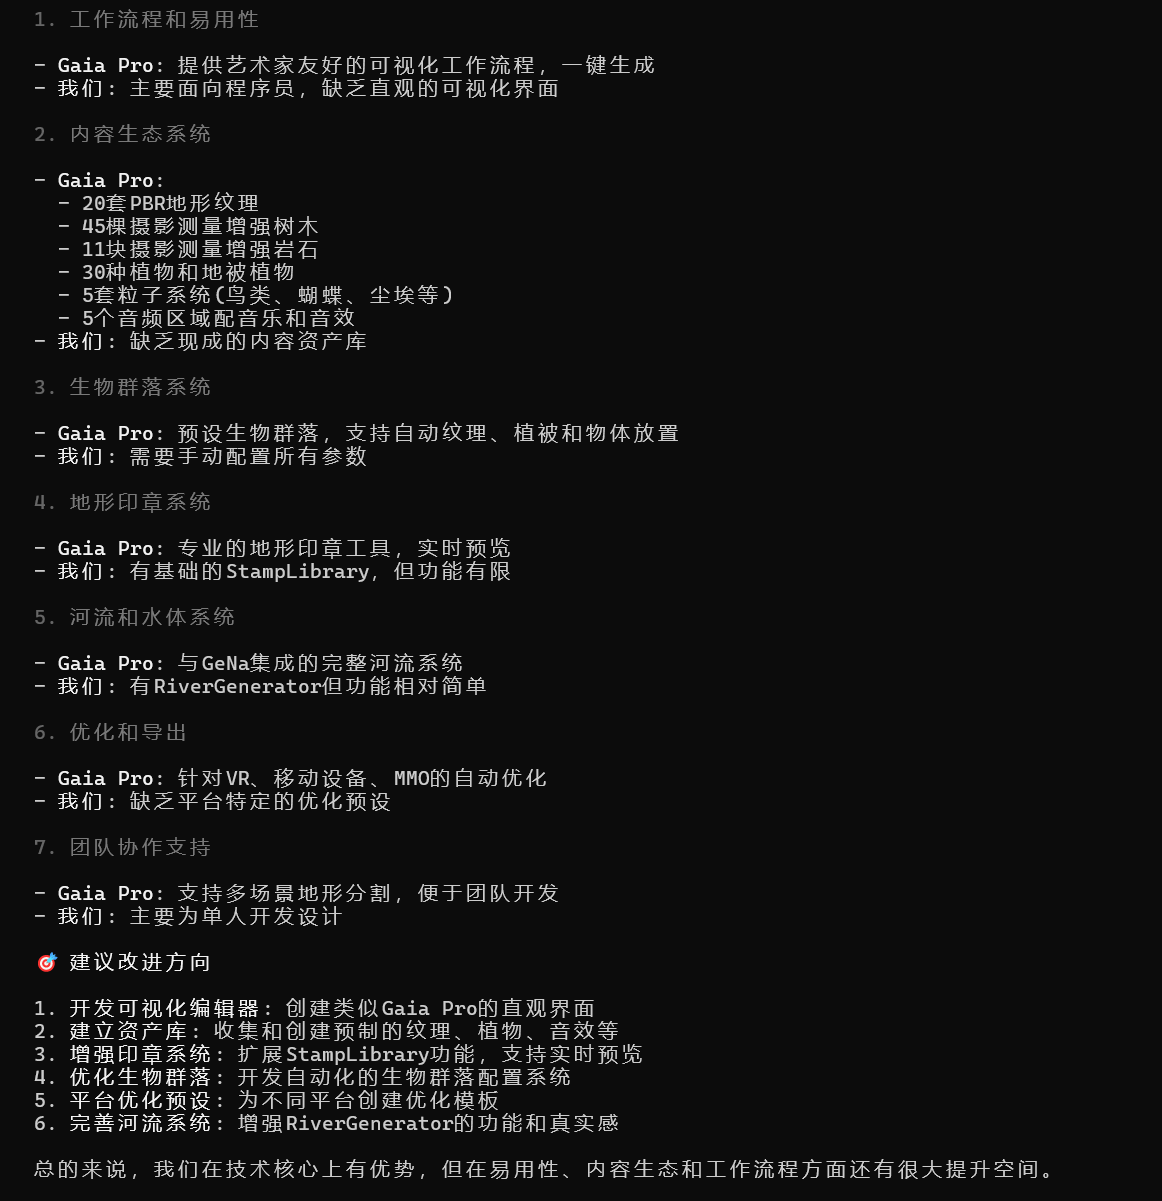 1. 工作流程和易用性
- Gaia Pro: 提供艺术家友好的可视化工作流程，一键生成
- 我们: 主要面向程序员，缺乏直观的可视化界面
2. 内容生态系统
- Gaia Pro:
- 20套PBR地形纹理
- 45棵摄影测量增强树木
- 11块摄影测量增强岩石
- 30种植物和地被植物
- 5套粒子系统(鸟类、蝴蝶、尘埃等)
- 5个音频区域配音乐和音效
- 我们: 缺乏现成的内容资产库
3. 生物群落系统
- Gaia Pro: 预设生物群落，支持自动纹理、植被和物体放置
- 我们: 需要手动配置所有参数
4. 地形印章系统
- Gaia Pro: 专业的地形印章工具，实时预览
- 我们: 有基础的StampLibrary，但功能有限
5. 河流和水体系统
- Gaia Pro: 与GeNa集成的完整河流系统
- 我们: 有RiverGenerator但功能相对简单
6. 优化和导出
- Gaia Pro: 针对VR、移动设备、MMO的自动优化
- 我们: 缺乏平台特定的优化预设
7. 团队协作支持
- Gaia Pro: 支持多场景地形分割，便于团队开发
- 我们: 主要为单人开发设计
🎯 建议改进方向
1. 开发可视化编辑器: 创建类似Gaia Pro的直观界面
2. 建立资产库: 收集和创建预制的纹理、植物、音效等
3. 增强印章系统: 扩展StampLibrary功能，支持实时预览
4. 优化生物群落: 开发自动化的生物群落配置系统
5. 平台优化预设: 为不同平台创建优化模板
6. 完善河流系统: 增强RiverGenerator的功能和真实感
总的来说，我们在技术核心上有优势，但在易用性、内容生态和工作流程方面还有很大提升空间。